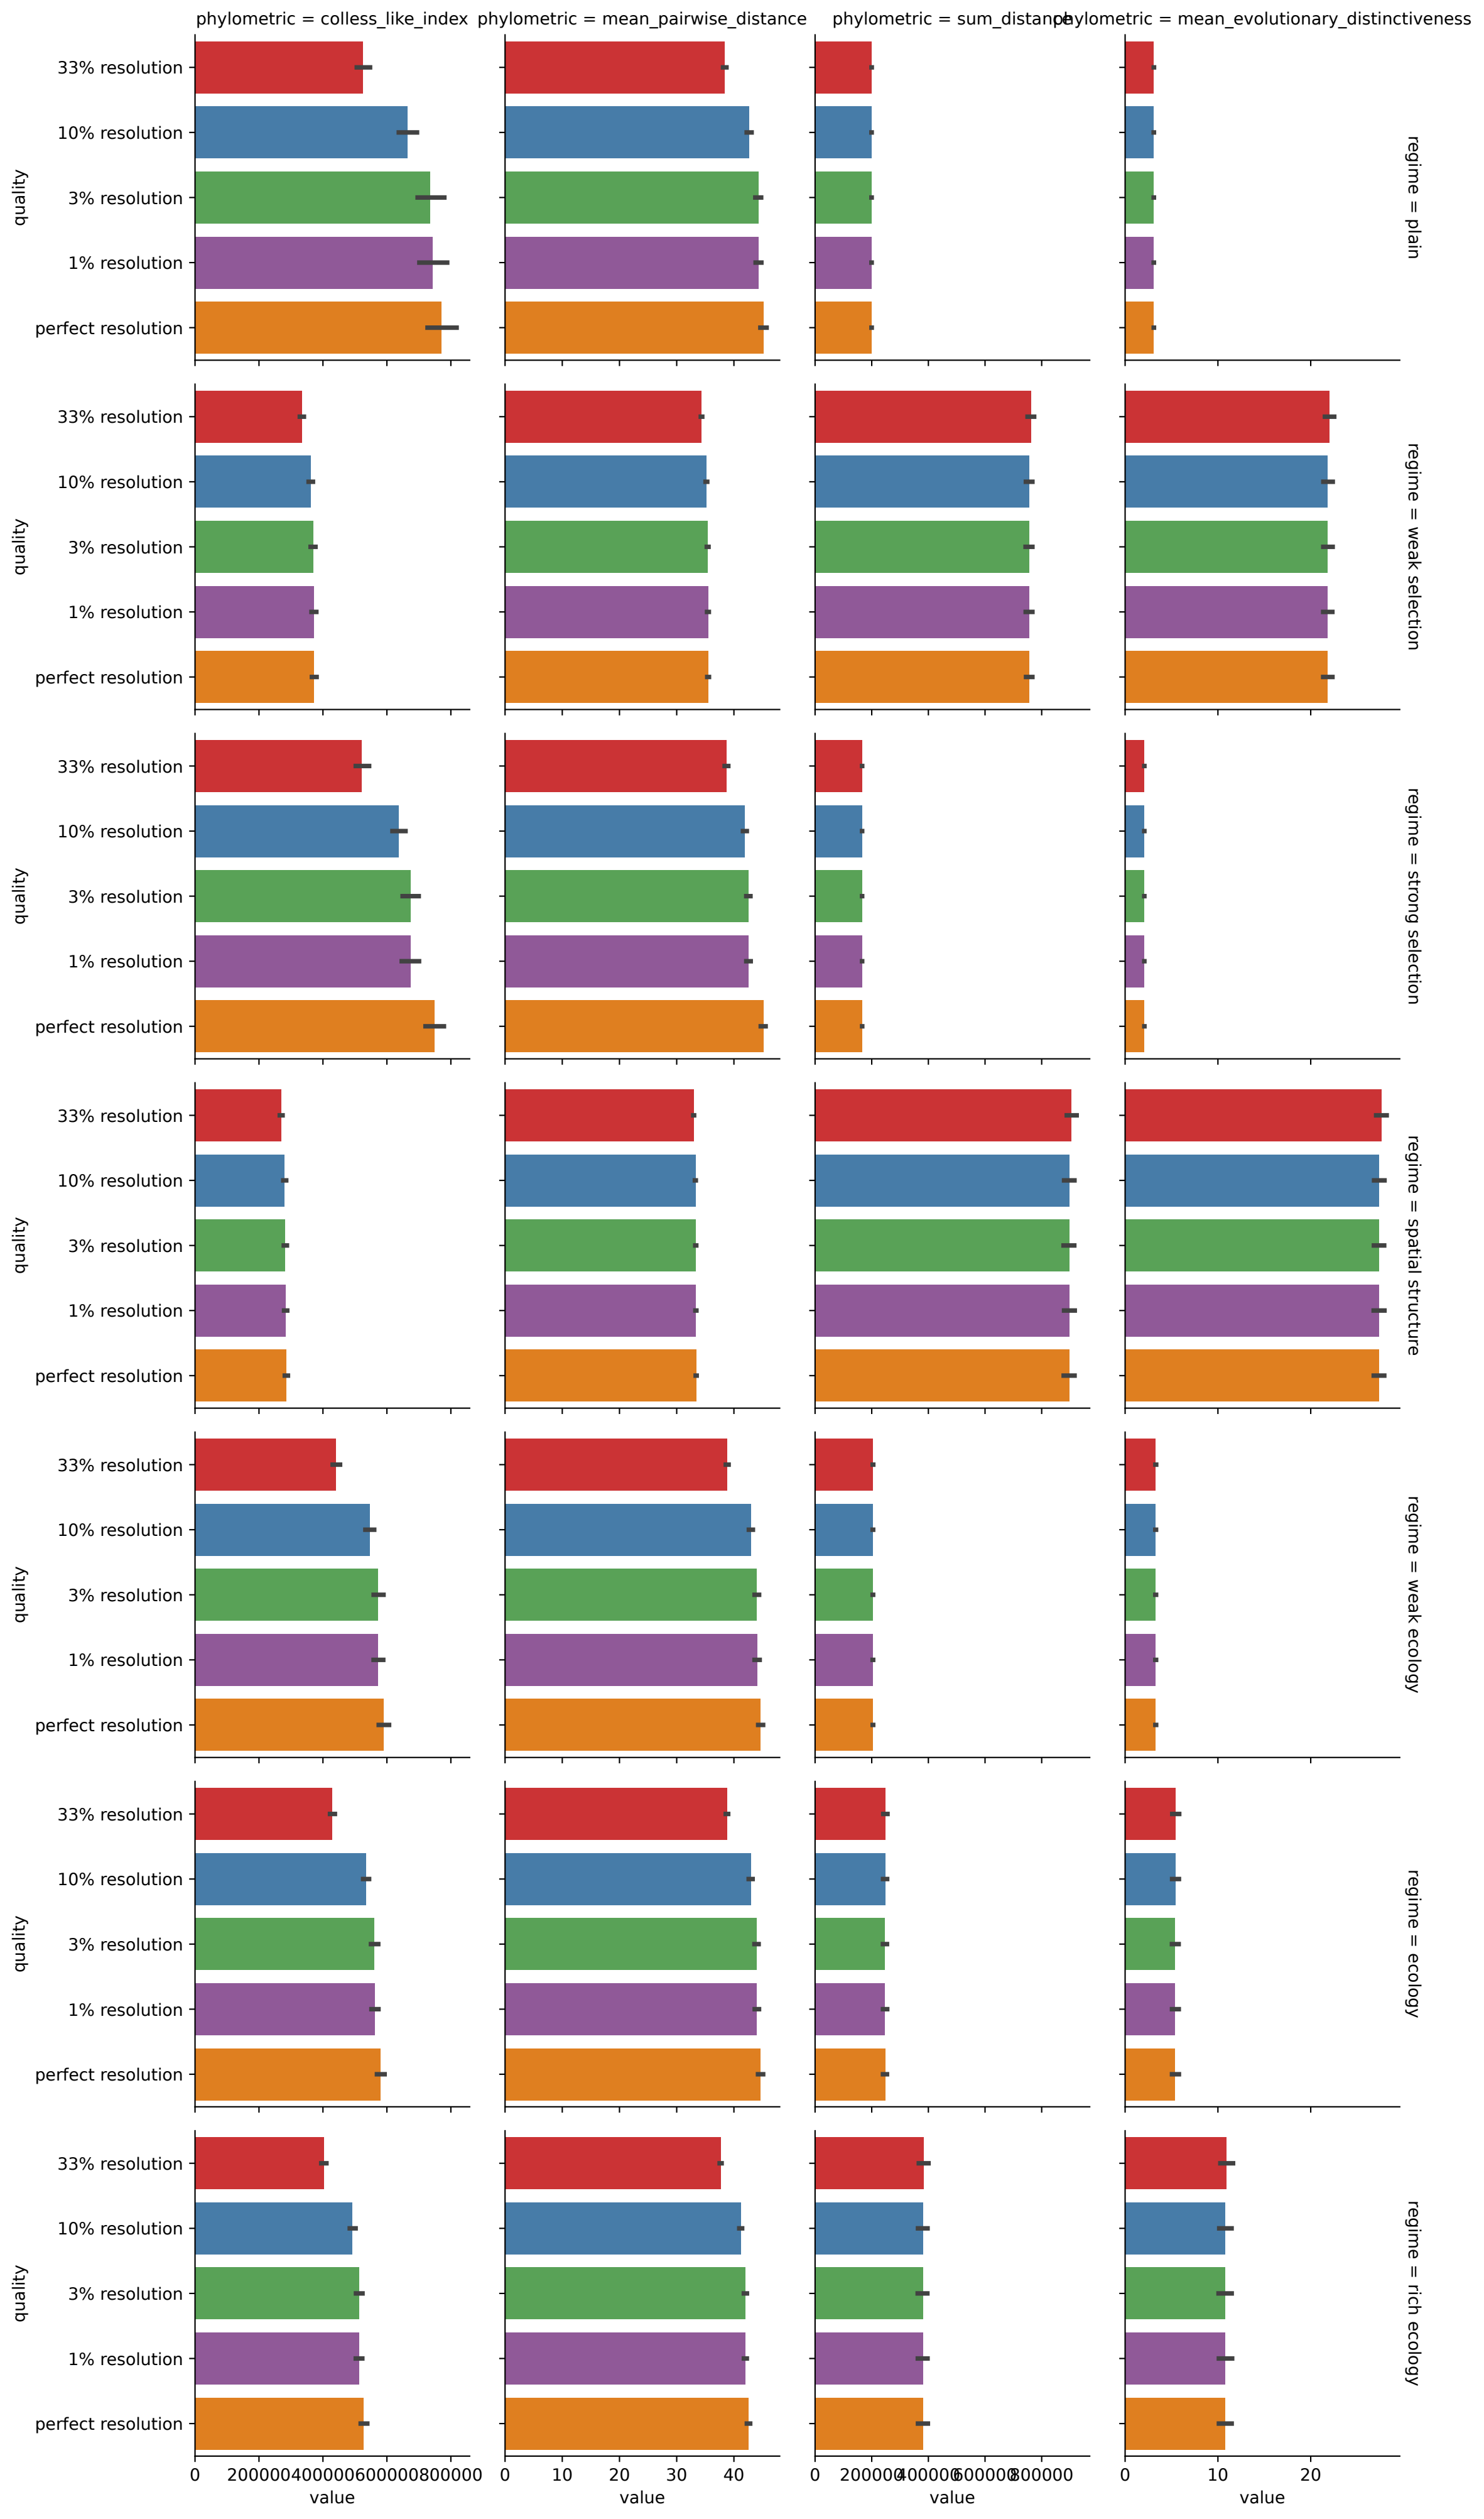 phylometric = colless_like_index phylometric = mean_pairwise_distance phylometric = sum_distance phylometric = mean_evolutionary_distinctiveness
33% resolution
10% resolution
3% resolution
1% resolution
perfect resolution
quality
regime = plain
33% resolution
10% resolution
3% resolution
1% resolution
perfect resolution
quality
regime = weak selection
33% resolution
10% resolution
3% resolution
1% resolution
perfect resolution
quality
regime = strong selection
33% resolution
10% resolution
3% resolution
1% resolution
perfect resolution
quality
regime = spatial structure
33% resolution
10% resolution
3% resolution
1% resolution
perfect resolution
quality
regime = weak ecology
33% resolution
10% resolution
3% resolution
1% resolution
perfect resolution
quality
regime = ecology
33% resolution
10% resolution
3% resolution
1% resolution
perfect resolution
quality
regime = rich ecology
0 200000 400000 600000 800000 0 10 20 30 40 0 200000 400000 600000 800000 0 10 20
value value value value